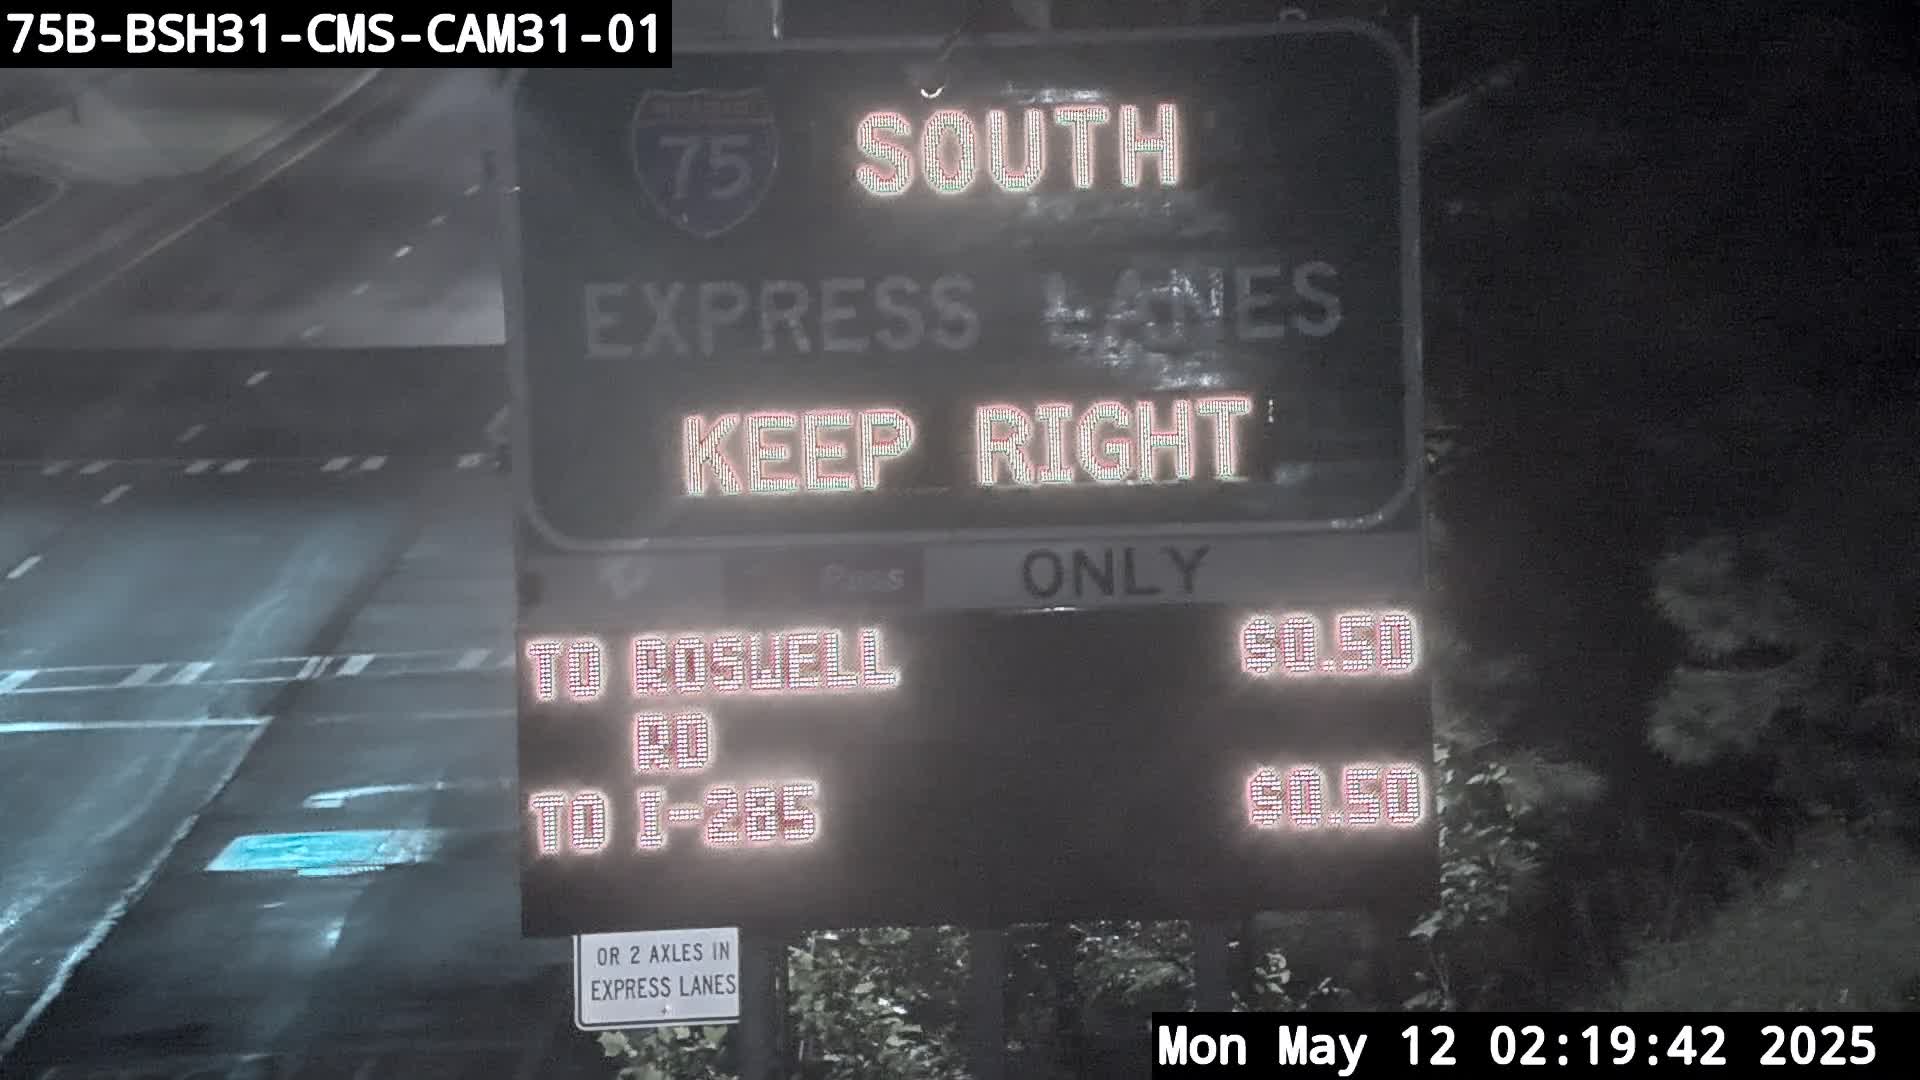 75B-BSH31-CMS-CAM31-01
75 SOUTH
EXPRESS LANES
KEEP RIGHT
Pass ONLY
TO ROSWELL $0.50
RD
TO I-285 $0.50
OR 2 AXLES IN
EXPRESS LANES
Mon May 12 02:19:42 2025